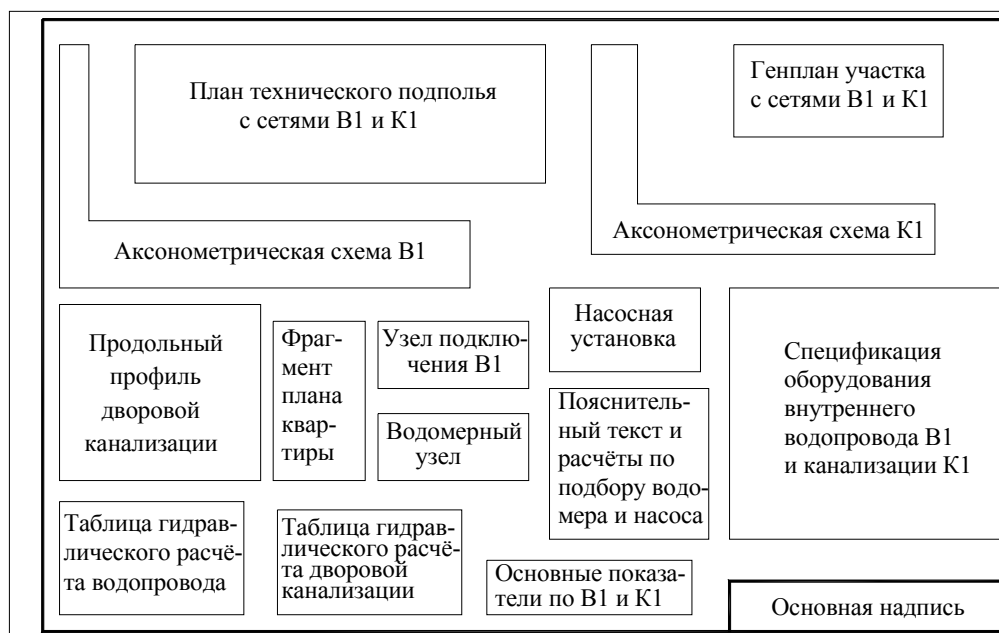 План технического подполья
с сетями В1 и К1
Генплан участка
с сетями В1 и К1
Аксонометрическая схема В1
Аксонометрическая схема К1
Продольный
профиль
дворовой
канализации
Фраг-
мент
плана
квар-
тиры
Узел подклю-
чения В1
Водомерный
узел
Насосная
установка
Пояснитель-
ный текст и
расчёты по
подбору водо-
мера и насоса
Спецификация
оборудования
внутреннего
водопровода В1
и канализации К1
Таблица гидрав-
лического расчё-
та водопровода
Таблица гидрав-
лического расчё-
та дворовой
канализации
Основные показа-
тели по В1 и К1
Основная надпись